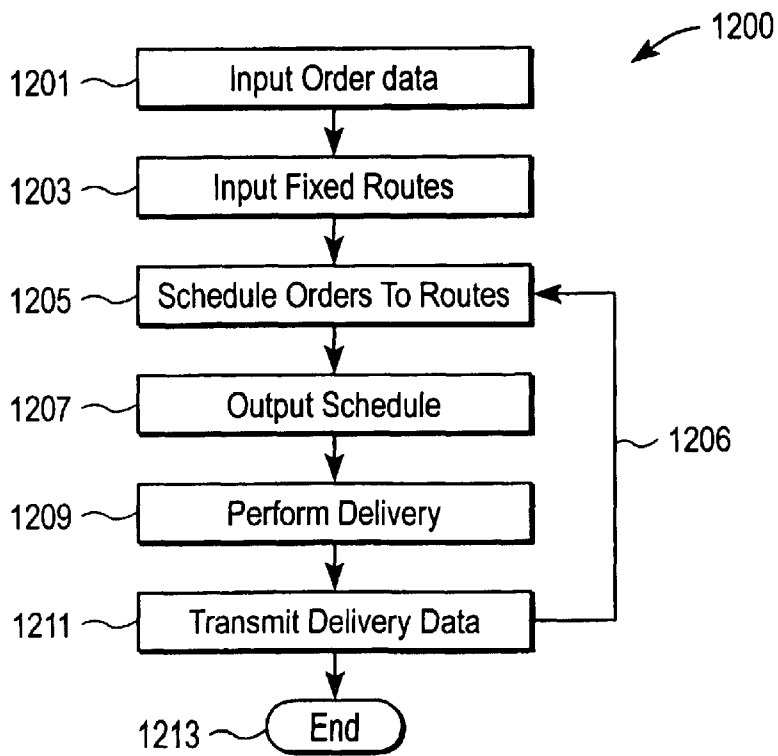 1200
1201 Input Order data
1203 Input Fixed Routes
1205 Schedule Orders To Routes
1207 Output Schedule
1206
1209 Perform Delivery
1211 Transmit Delivery Data
1213 End